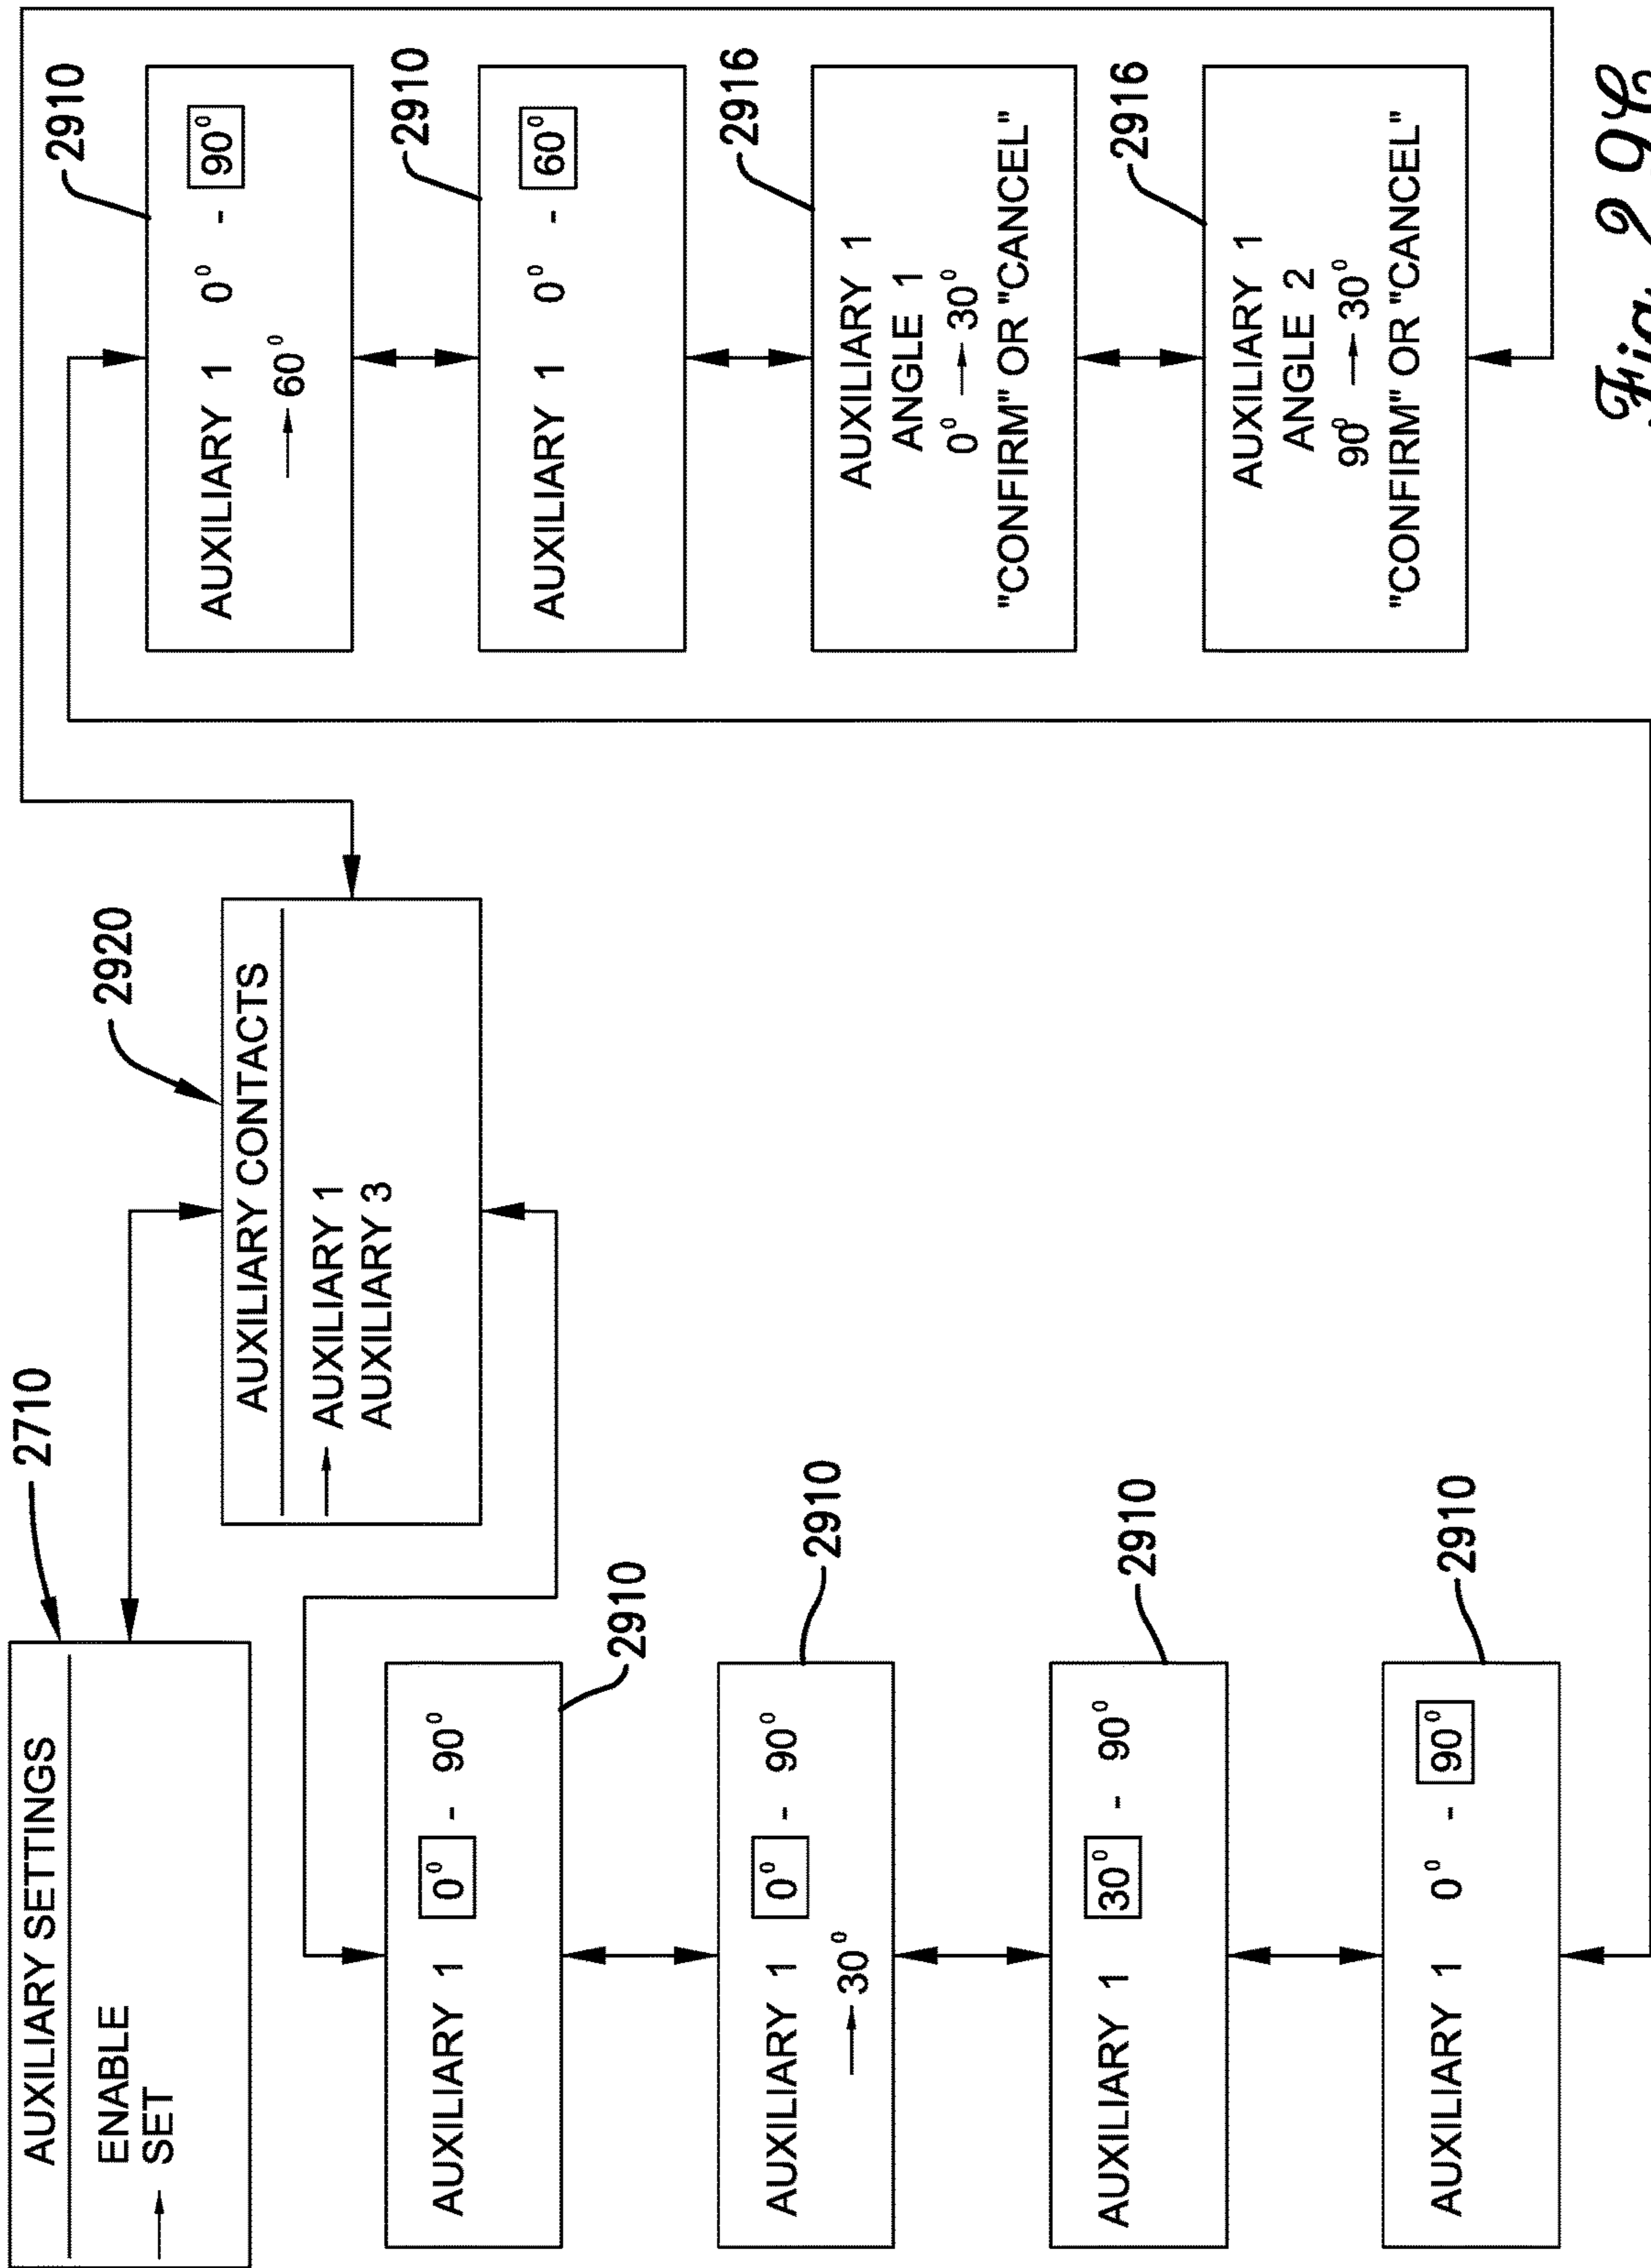 2710
AUXILIARY SETTINGS
ENABLE
→ SET
2920
AUXILIARY CONTACTS
→ AUXILIARY 1
AUXILIARY 3
2910
AUXILIARY 1 0° - 90°
2910
AUXILIARY 1 0° - 90°
→ 30°
2910
AUXILIARY 1 30° - 90°
2910
AUXILIARY 1 0° - 90°
2910
AUXILIARY 1 0° - 90°
→ 60°
2910
AUXILIARY 1 0° - 60°
2916
AUXILIARY 1
ANGLE 1
0° → 30°
"CONFIRM" OR "CANCEL"
2916
AUXILIARY 1
ANGLE 2
90° → 30°
"CONFIRM" OR "CANCEL"
Fig. 29C